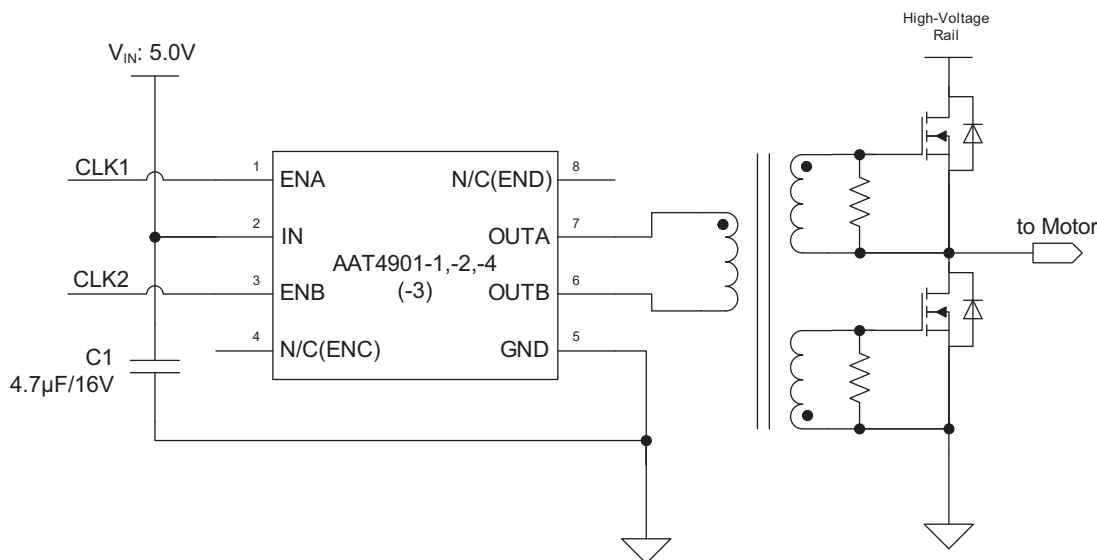 High-Voltage
Rail
V_IN: 5.0V
CLK1
1
ENA
N/C(END)
8
2
IN
OUTA
7
to Motor
AAT4901-1,-2,-4
(-3)
CLK2
3
ENB
OUTB
6
4
N/C(ENC)
GND
5
C1
4.7µF/16V